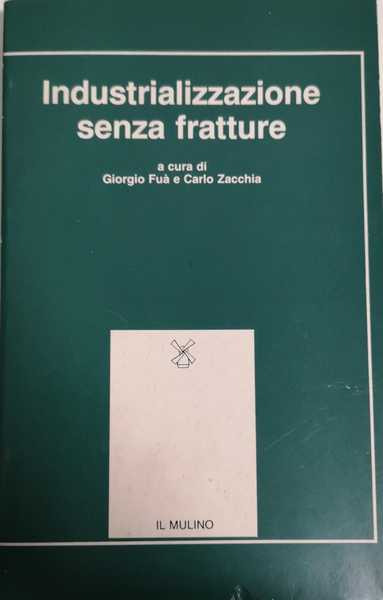 Industrializzazione
senza fratture
a cura di
Giorgio Fuà e Carlo Zacchia
IL MULINO